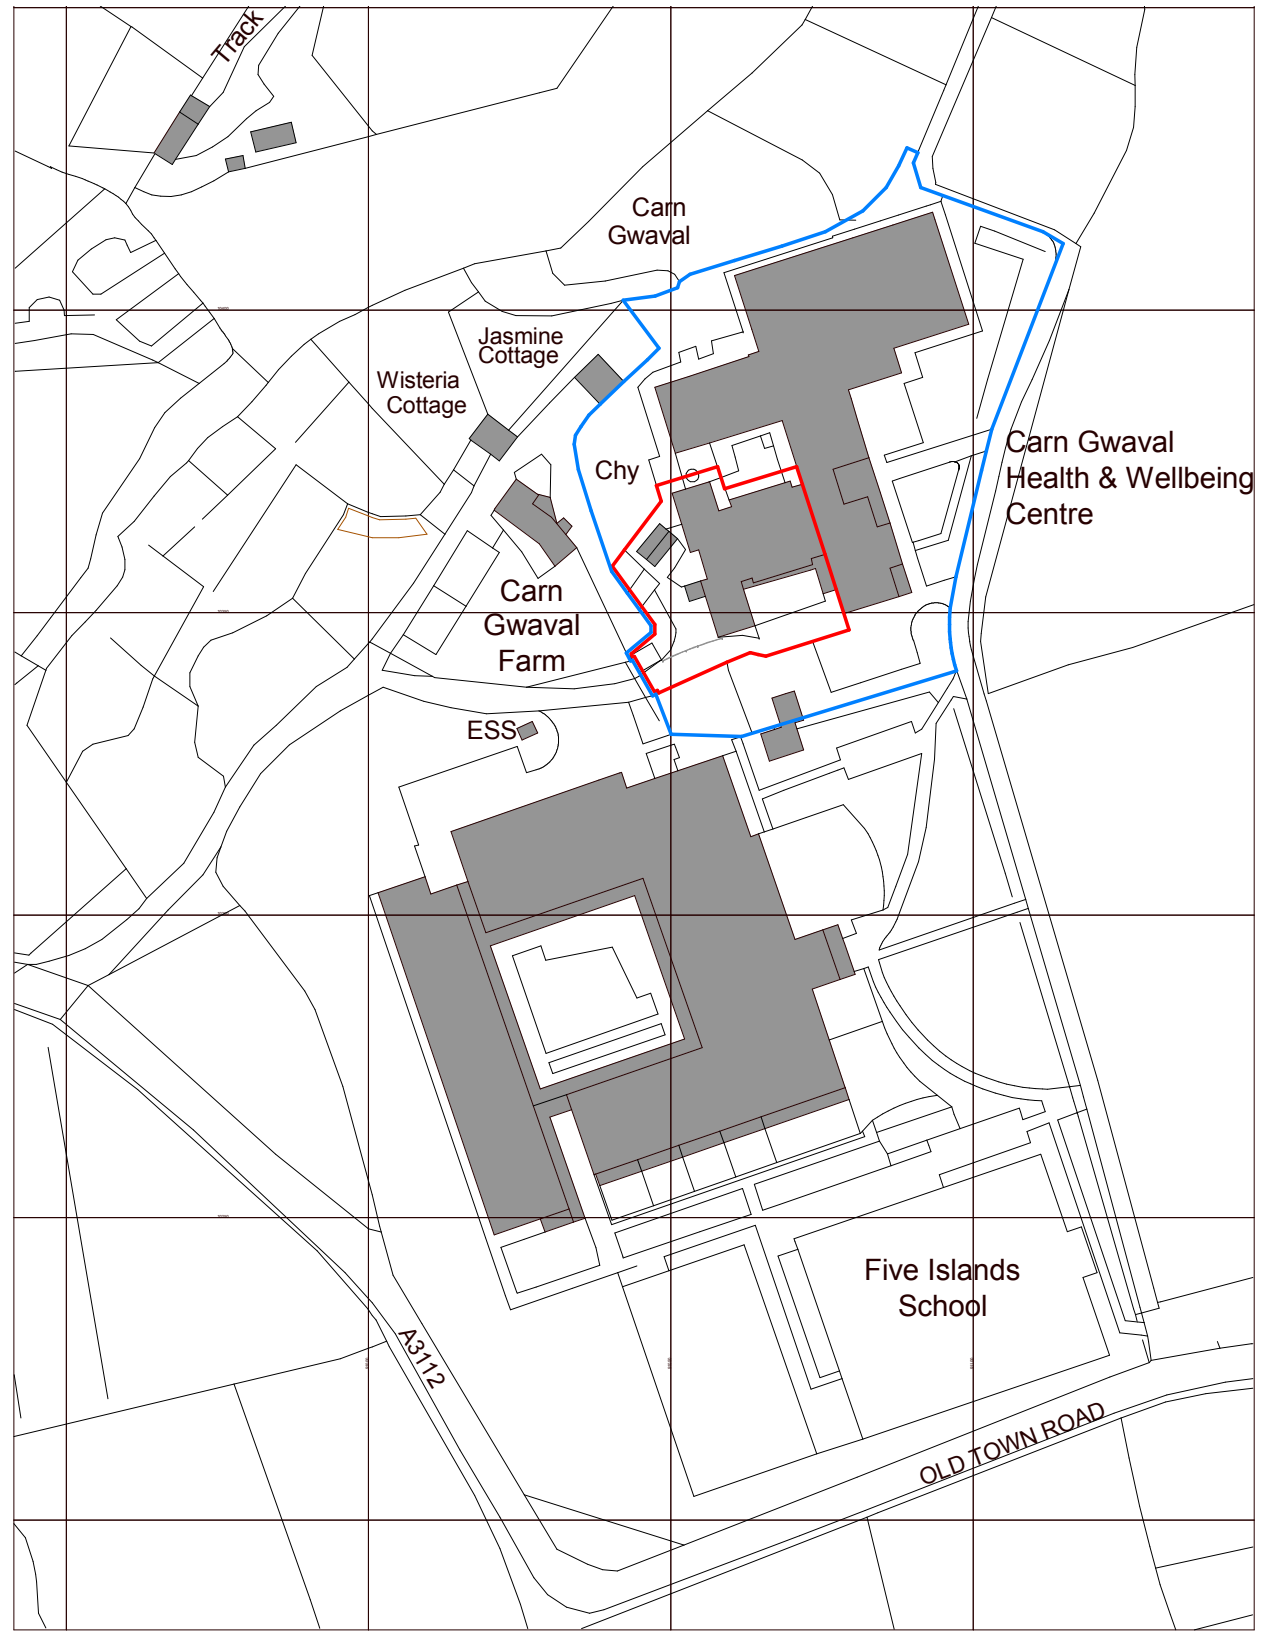 Track
Carn
Gwaval
Jasmine
Cottage
Wisteria
Cottage
Carn Gwaval
Health & Wellbeing
Centre
Chy
Carn
Gwaval
Farm
ESS
Five Islands
School
A3112
OLD TOWN ROAD